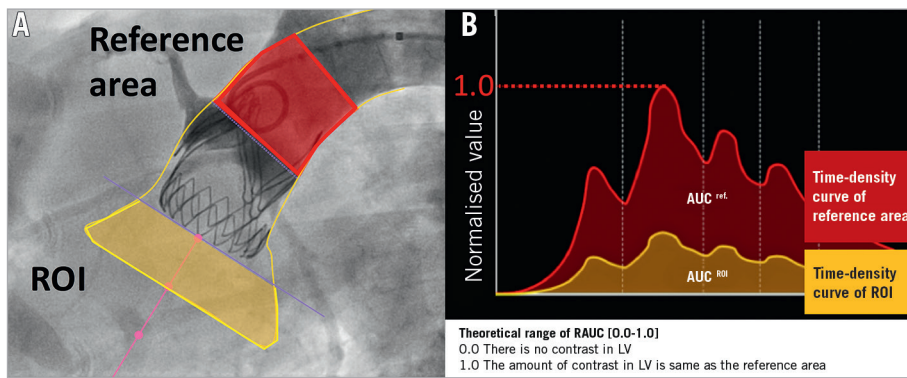 A
Reference
area
ROI
B
1.0
Normalised value
AUC ref.
AUC ROI
Time-density
curve of
reference area
Time-density
curve of ROI
Theoretical range of RAUC [0.0-1.0]
0.0 There is no contrast in LV
1.0 The amount of contrast in LV is same as the reference area